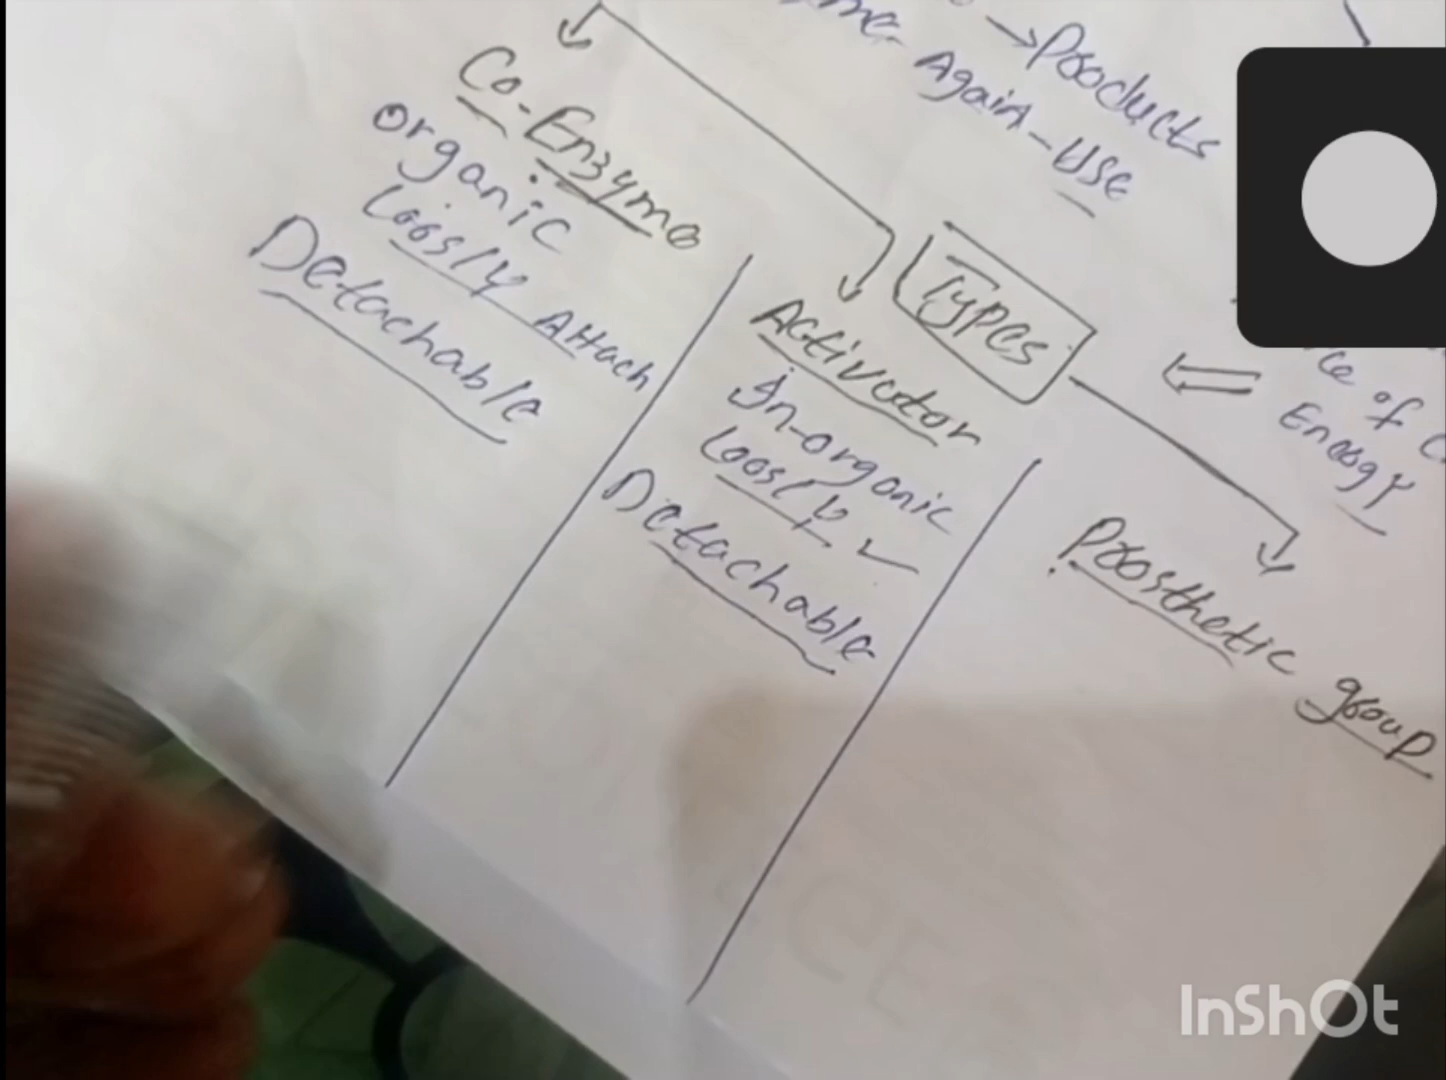 →Products
Again-Use
Co-Enzyme
organic
Loosly Attach
Detachable
Types
Activator
In-organic
Loosly
Detachable
of
Energy
Prosthetic group
InShOt